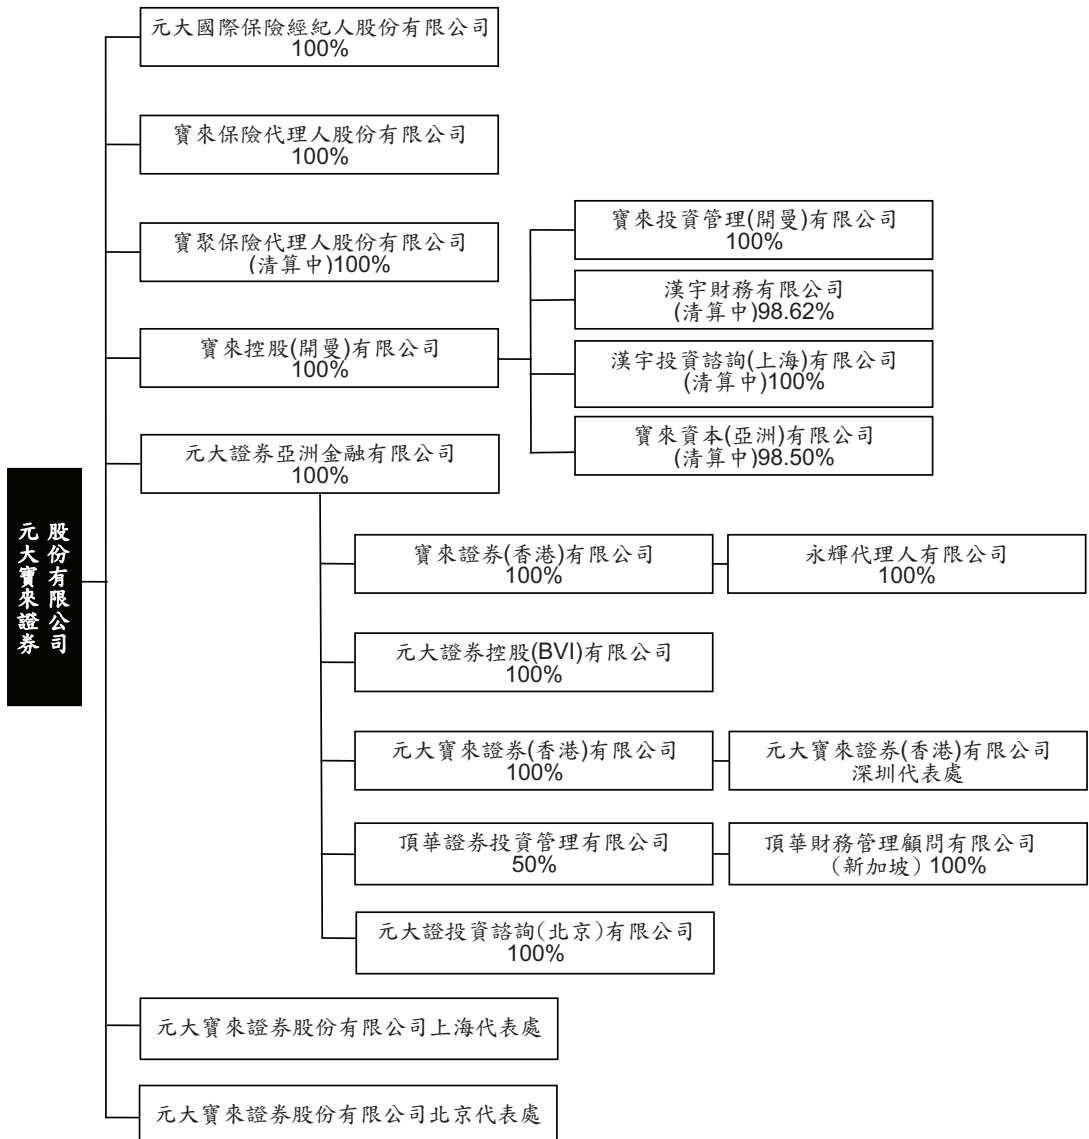 元大國際保險經紀人股份有限公司
100%
寶來保險代理人股份有限公司
100%
寶聚保險代理人股份有限公司
(清算中)100%
寶來控股(開曼)有限公司
100%
寶來投資管理(開曼)有限公司
100%
漢宇財務有限公司
(清算中)98.62%
漢宇投資諮詢(上海)有限公司
(清算中)100%
寶來資本(亞洲)有限公司
(清算中)98.50%
元大證券亞洲金融有限公司
100%
元大寶來證券
股份有限公司
寶來證券(香港)有限公司
100%
永輝代理人有限公司
100%
元大證券控股(BVI)有限公司
100%
元大寶來證券(香港)有限公司
100%
元大寶來證券(香港)有限公司
深圳代表處
頂華證券投資管理有限公司
50%
頂華財務管理顧問有限公司
（新加坡）100%
元大證投資諮詢(北京)有限公司
100%
元大寶來證券股份有限公司上海代表處
元大寶來證券股份有限公司北京代表處